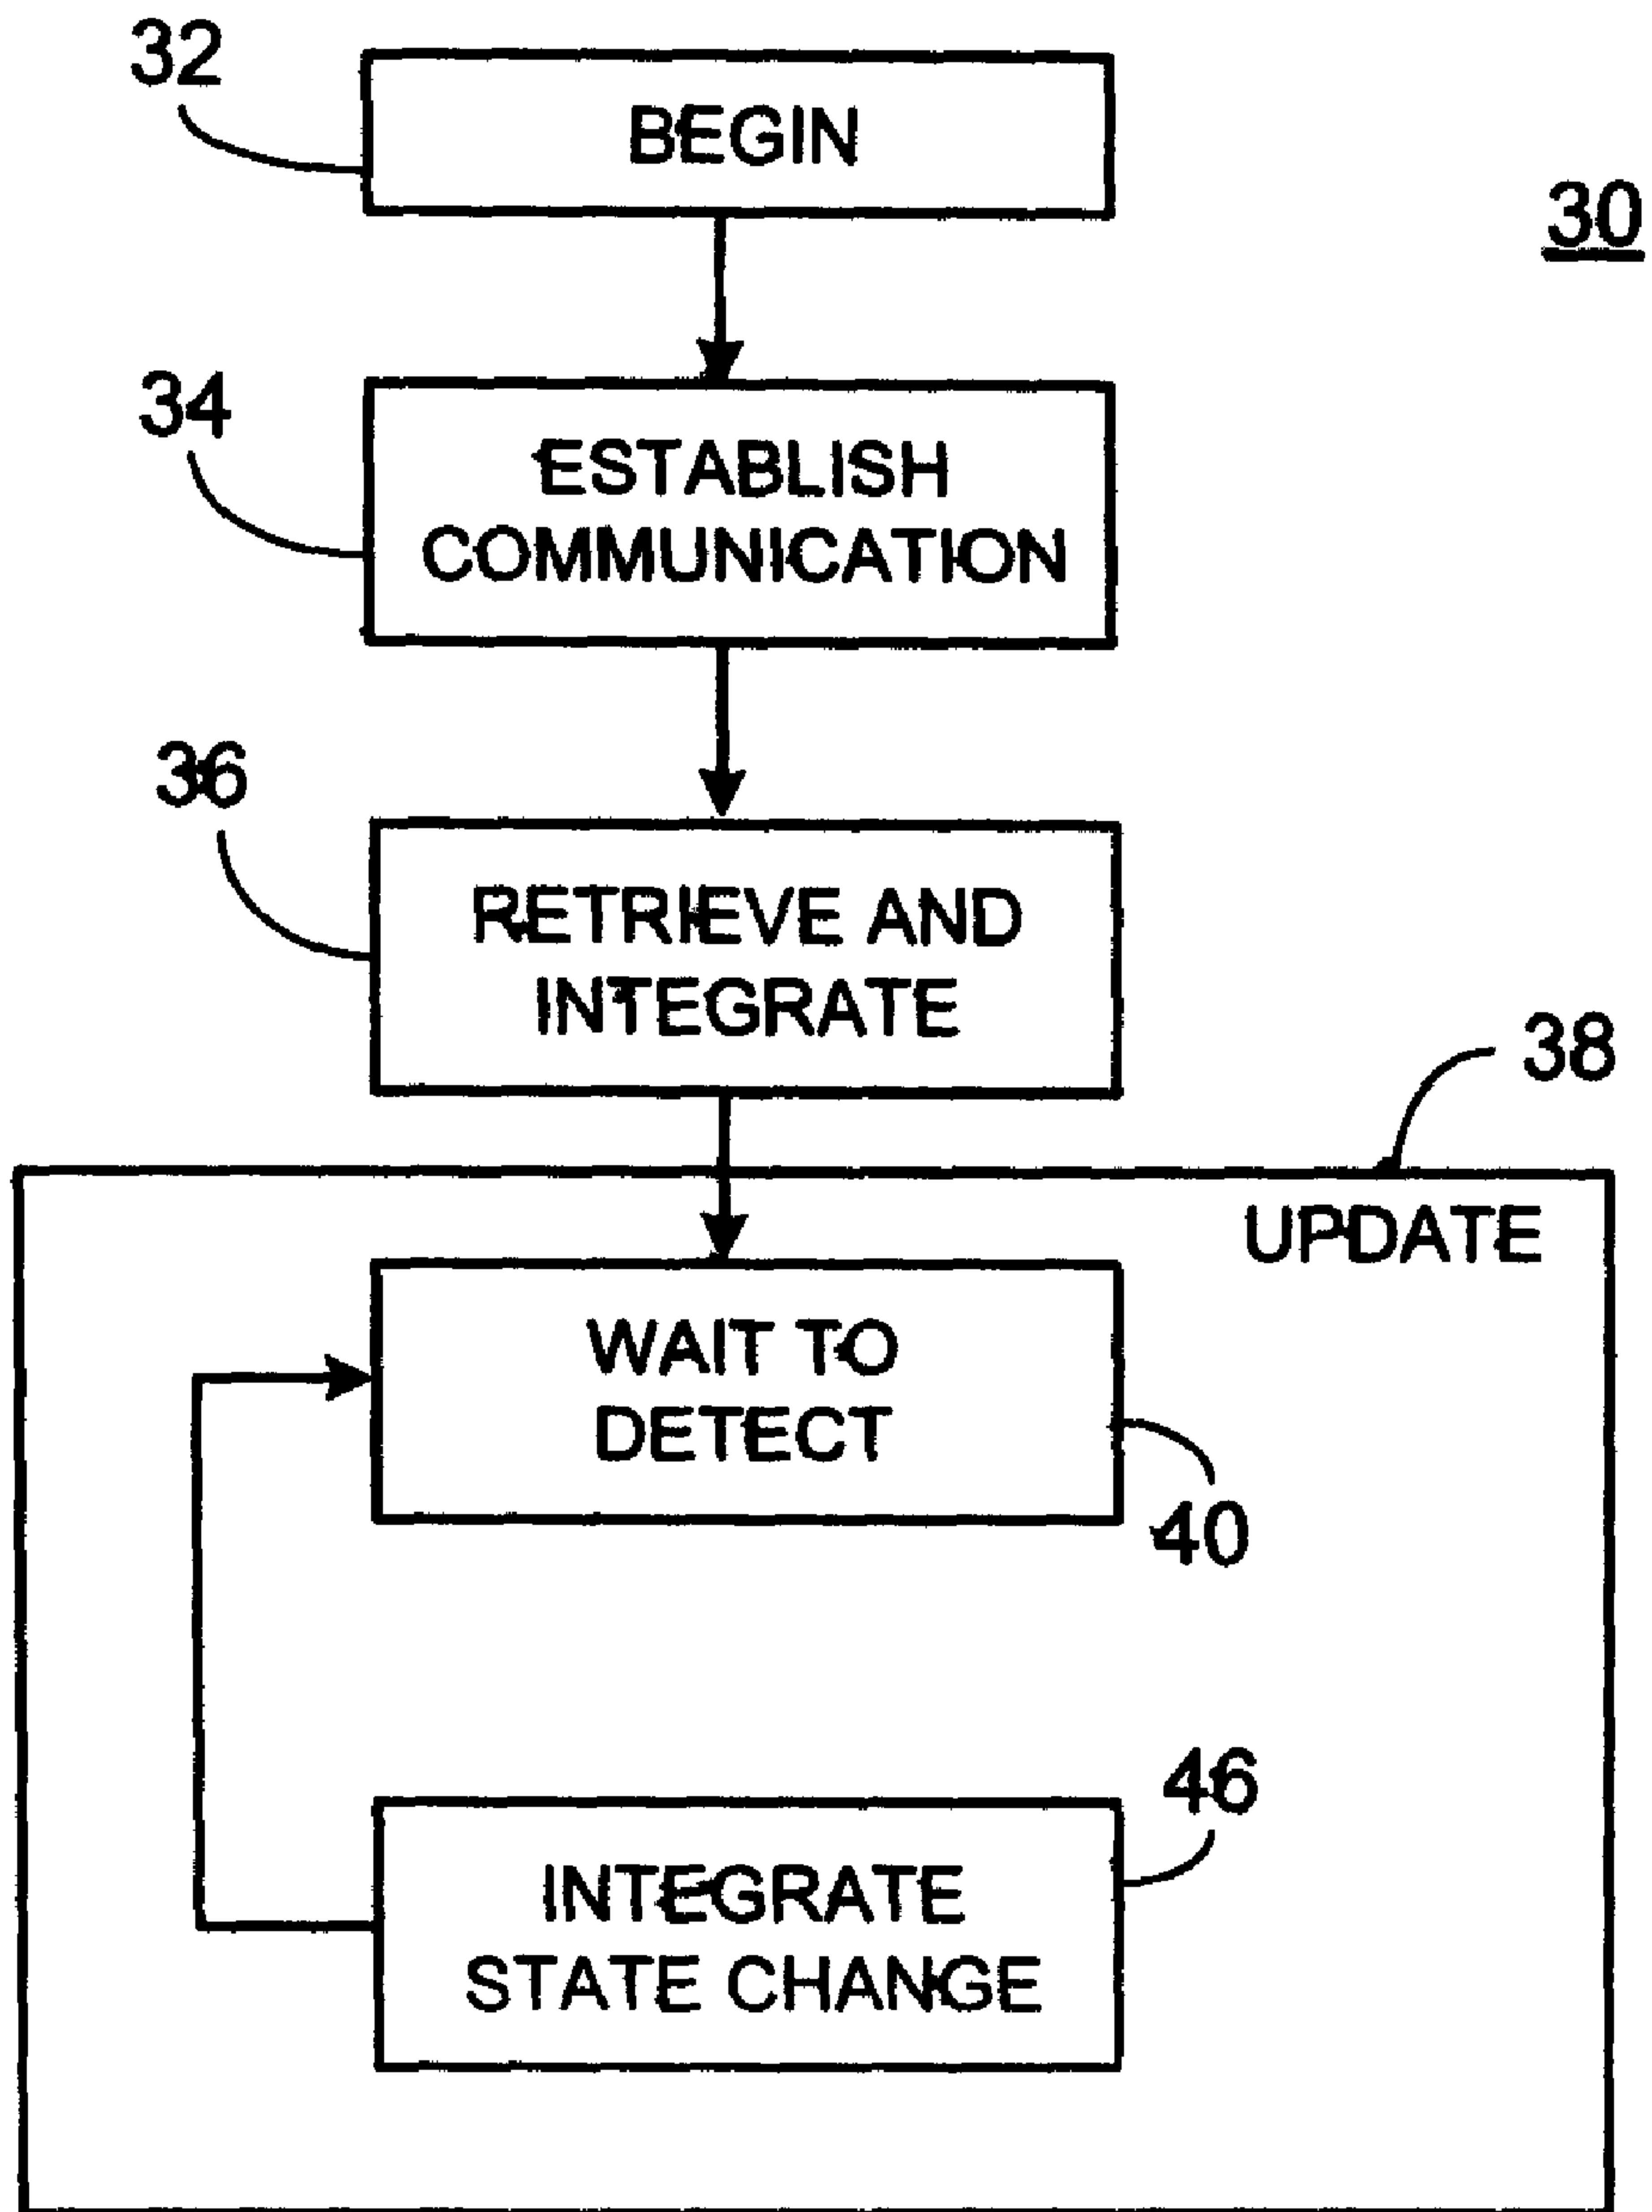 32
BEGIN
30
34
ESTABLISH
COMMUNICATION
36
RETRIEVE AND
INTEGRATE
38
UPDATE
WAIT TO
DETECT
40
46
INTEGRATE
STATE CHANGE